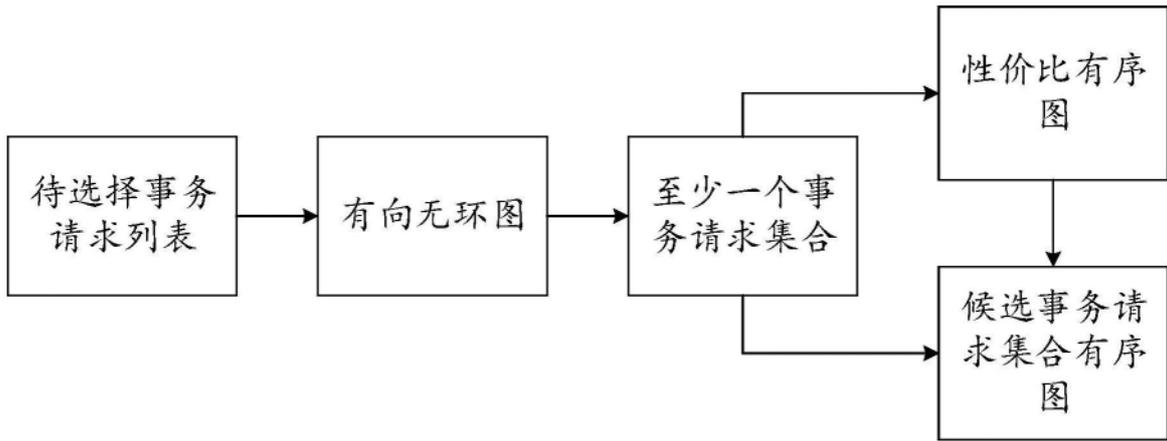 待选择事务
请求列表
有向无环图
至少一个事
务请求集合
性价比有序
图
候选事务请
求集合有序
图